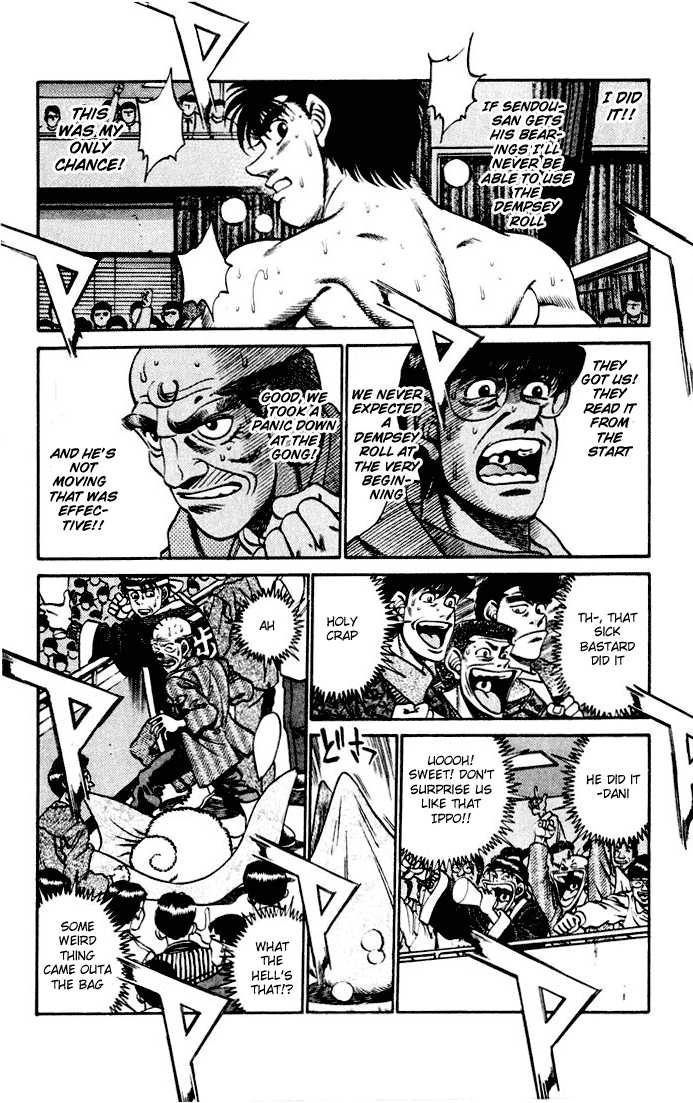 I DID
IT!!
IF SENDOU-
SAN GETS
HIS BEAR-
INGS I'LL
NEVER BE
ABLE TO USE
THE
DEMPSEY
ROLL
THIS
WAS MY
ONLY
CHANCE!
THEY
GOT US!
THEY
READ IT
FROM
THE
START
WE NEVER
EXPECTED
A
DEMPSEY
ROLL AT
THE VERY
BEGIN-
NING
GOOD, WE
TOOK A
PANIC DOWN
AT THE
GONG!
AND HE'S
NOT
MOVING
THAT WAS
EFFEC-
TIVE!!
TH-, THAT
SICK
BASTARD
DID IT
HOLY
CRAP
AH
HE DID IT
-DANI
UOOOH!
SWEET! DON'T
SURPRISE US
LIKE THAT
IPPO!!
どさっ
WHAT
THE
HELL'S
THAT!?
SOME
WEIRD
THING
CAME OUTA
THE BAG